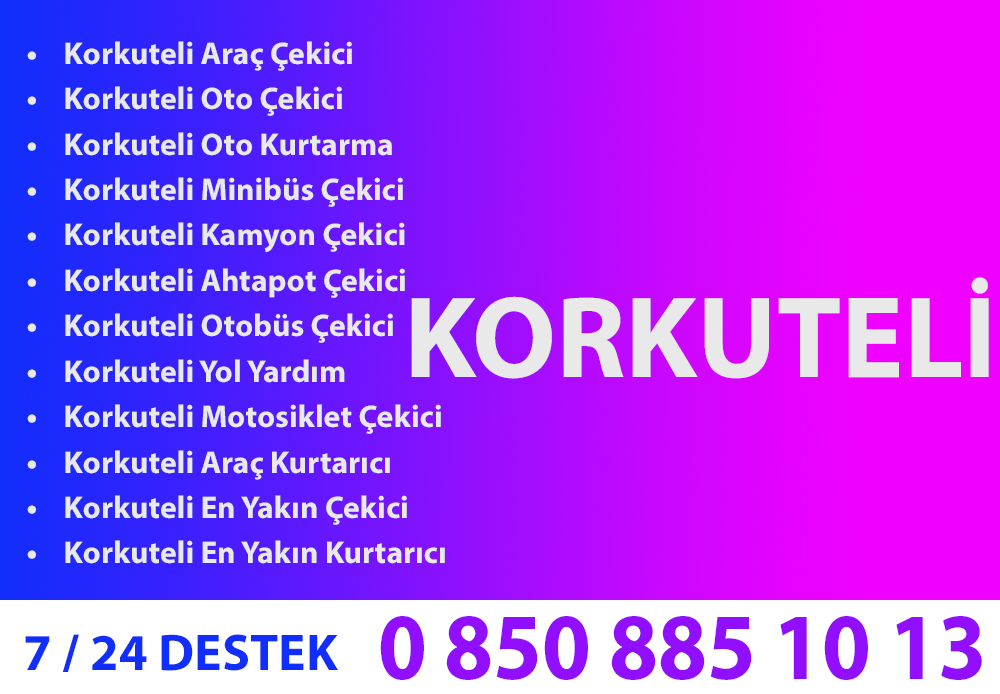 • Korkuteli Araç Çekici
• Korkuteli Oto Çekici
• Korkuteli Oto Kurtarma
• Korkuteli Minibüs Çekici
• Korkuteli Kamyon Çekici
• Korkuteli Ahtapot Çekici
• Korkuteli Otobüs Çekici
• Korkuteli Yol Yardım
• Korkuteli Motosiklet Çekici
• Korkuteli Araç Kurtarıcı
• Korkuteli En Yakın Çekici
• Korkuteli En Yakın Kurtarıcı
KORKUTELİ
7 / 24 DESTEK 0 850 885 10 13